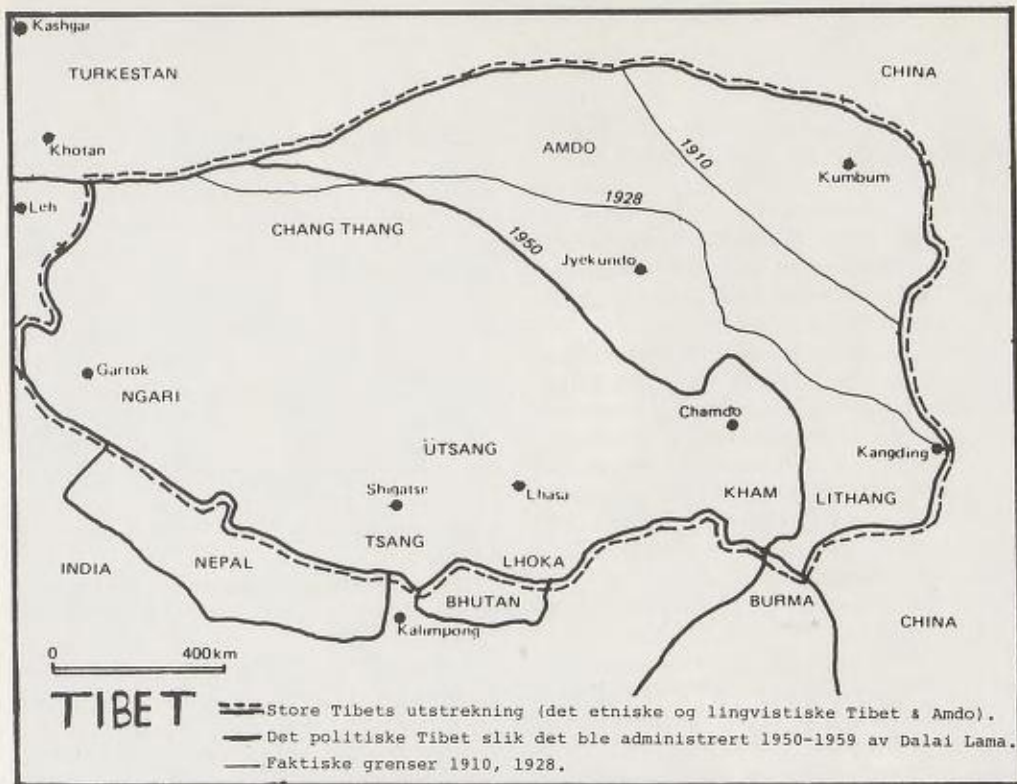 Kashgar
TURKESTAN
CHINA
Khotan
AMDO
1910
Kumbum
Leh
1928
CHANG THANG
1950
Jyekundo
Gartok
NGARI
Chamdo
Kangding
ÜTSANG
Shigatse
Lhasa
KHAM
LITHANG
TSANG
LHOKA
INDIA
NEPAL
BHUTAN
BURMA
Kalimpong
CHINA
0 400km
TIBET
Store Tibets utstrekning (det etniske og lingvistiske Tibet & Amdo).
Det politiske Tibet slik det ble administrert 1950-1959 av Dalai Lama.
Faktiske grenser 1910, 1928.